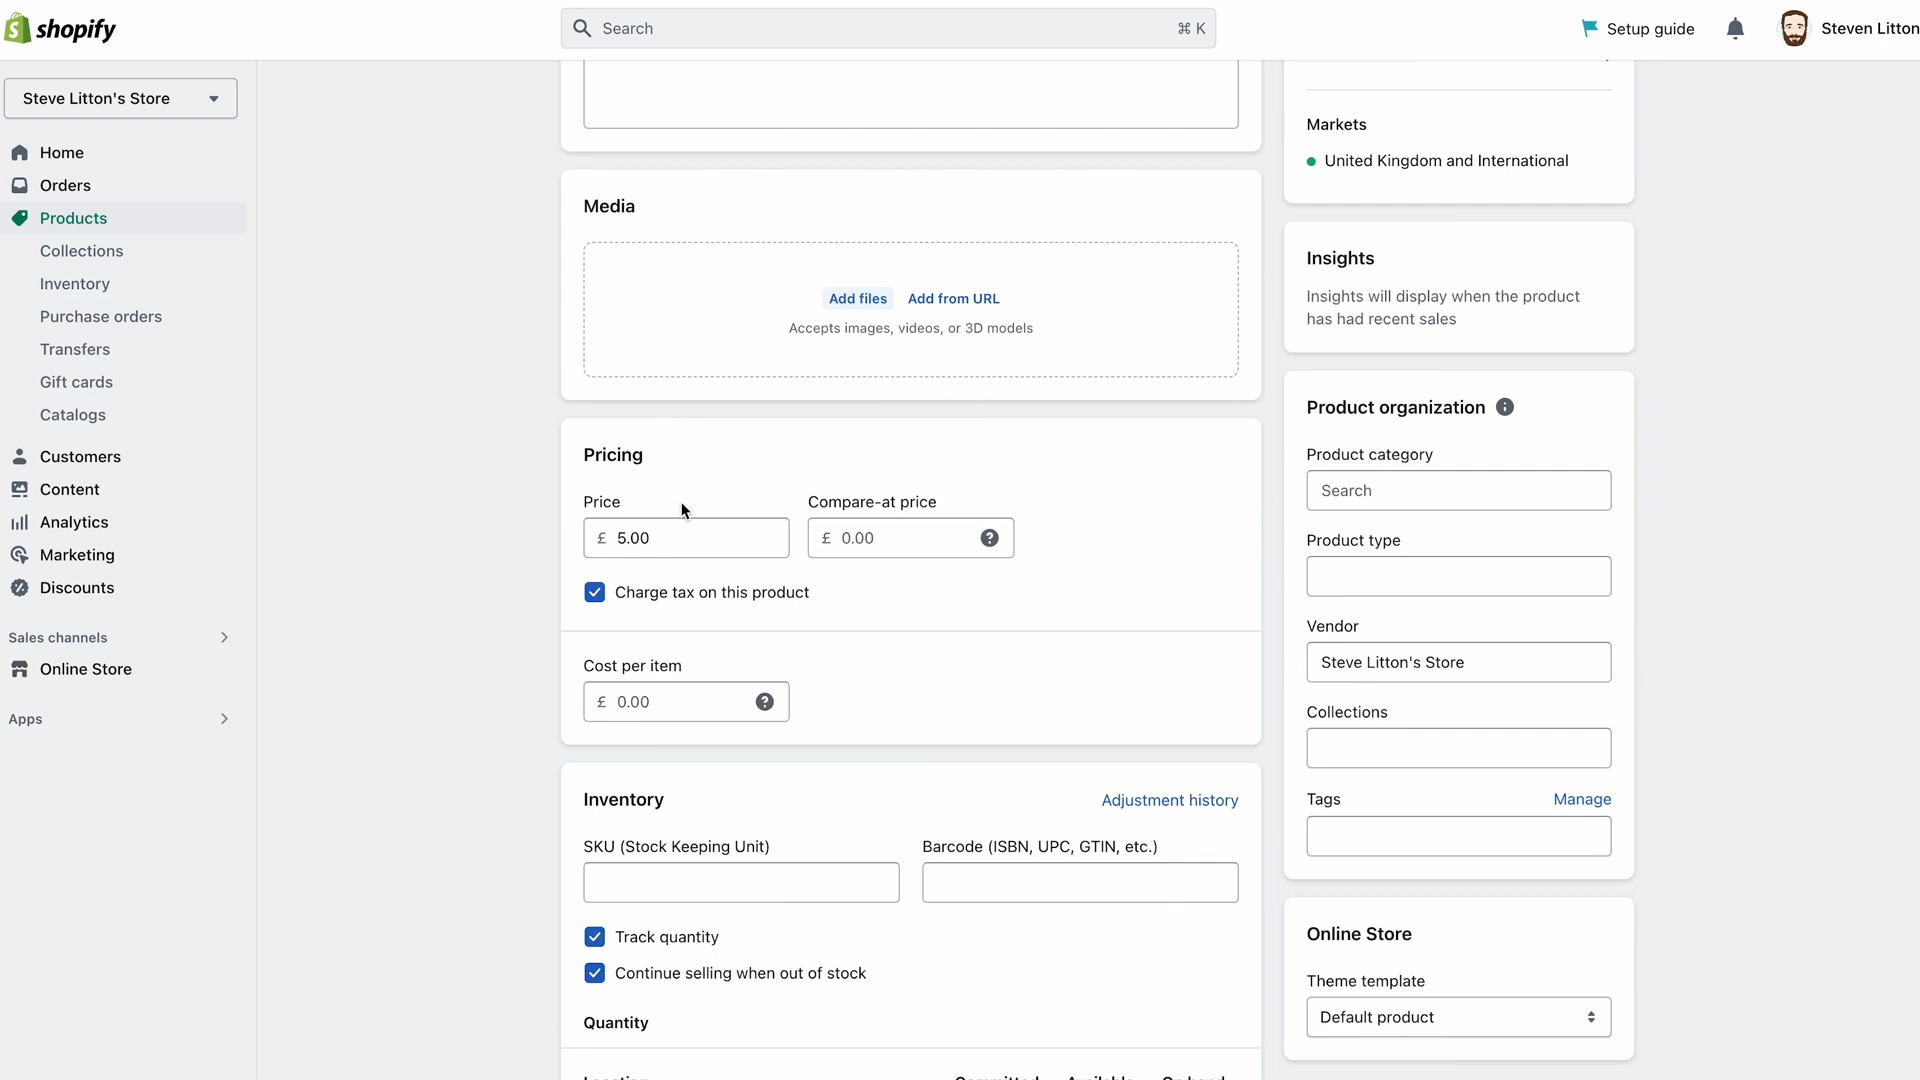 shopify
Search
⌘ K
Setup guide
Steven Litton
Steve Litton's Store
Home
Orders
Products
Collections
Inventory
Purchase orders
Transfers
Gift cards
Catalogs
Customers
Content
Analytics
Marketing
Discounts
Sales channels
Online Store
Apps
Media
Add files Add from URL
Accepts images, videos, or 3D models
Pricing
Price Compare-at price
£ 5.00 £ 0.00
Charge tax on this product
Cost per item
£ 0.00
Inventory Adjustment history
SKU (Stock Keeping Unit) Barcode (ISBN, UPC, GTIN, etc.)
Track quantity
Continue selling when out of stock
Quantity
Location Committed Available On hand
Markets
United Kingdom and International
Insights
Insights will display when the product
has had recent sales
Product organization
Product category
Search
Product type
Vendor
Steve Litton's Store
Collections
Tags Manage
Online Store
Theme template
Default product